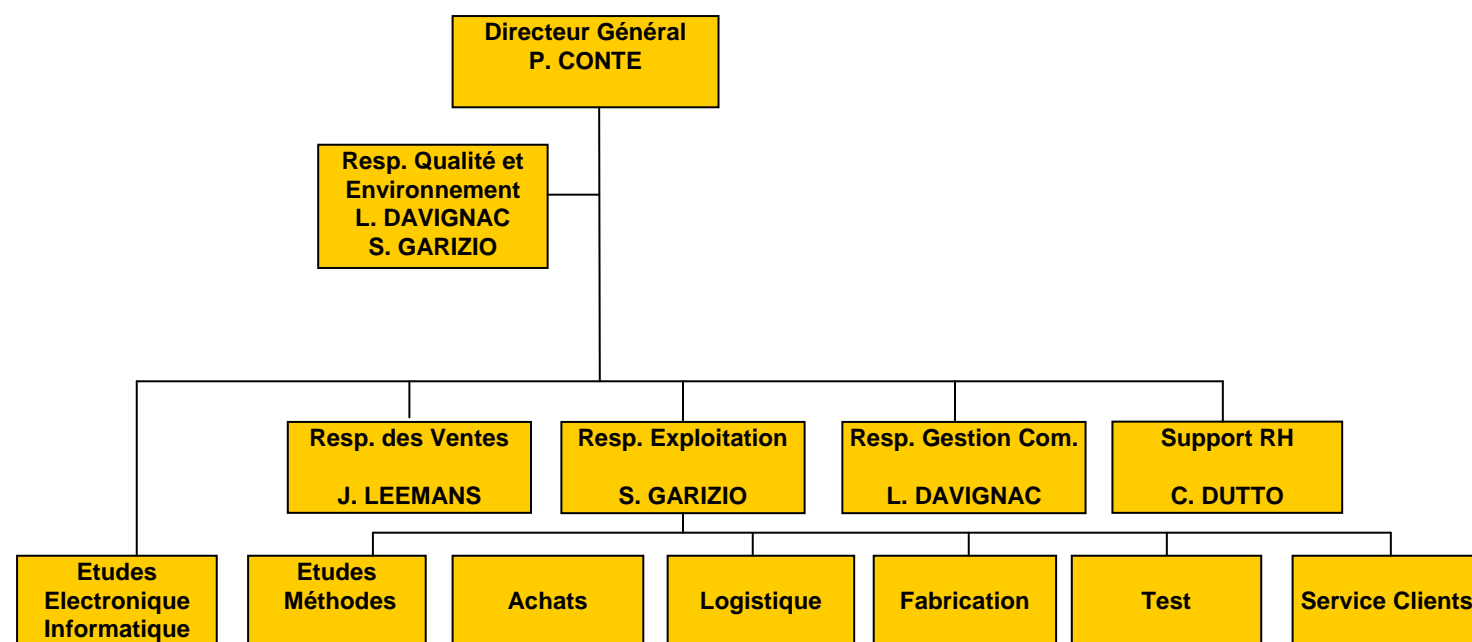 Directeur Général
P. CONTE
Resp. Qualité et
Environnement
L. DAVIGNAC
S. GARIZIO
Resp. des Ventes
J. LEEMANS
Resp. Exploitation
S. GARIZIO
Resp. Gestion Com.
L. DAVIGNAC
Support RH
C. DUTTO
Etudes
Electronique
Informatique
Etudes
Méthodes
Achats
Logistique
Fabrication
Test
Service Clients